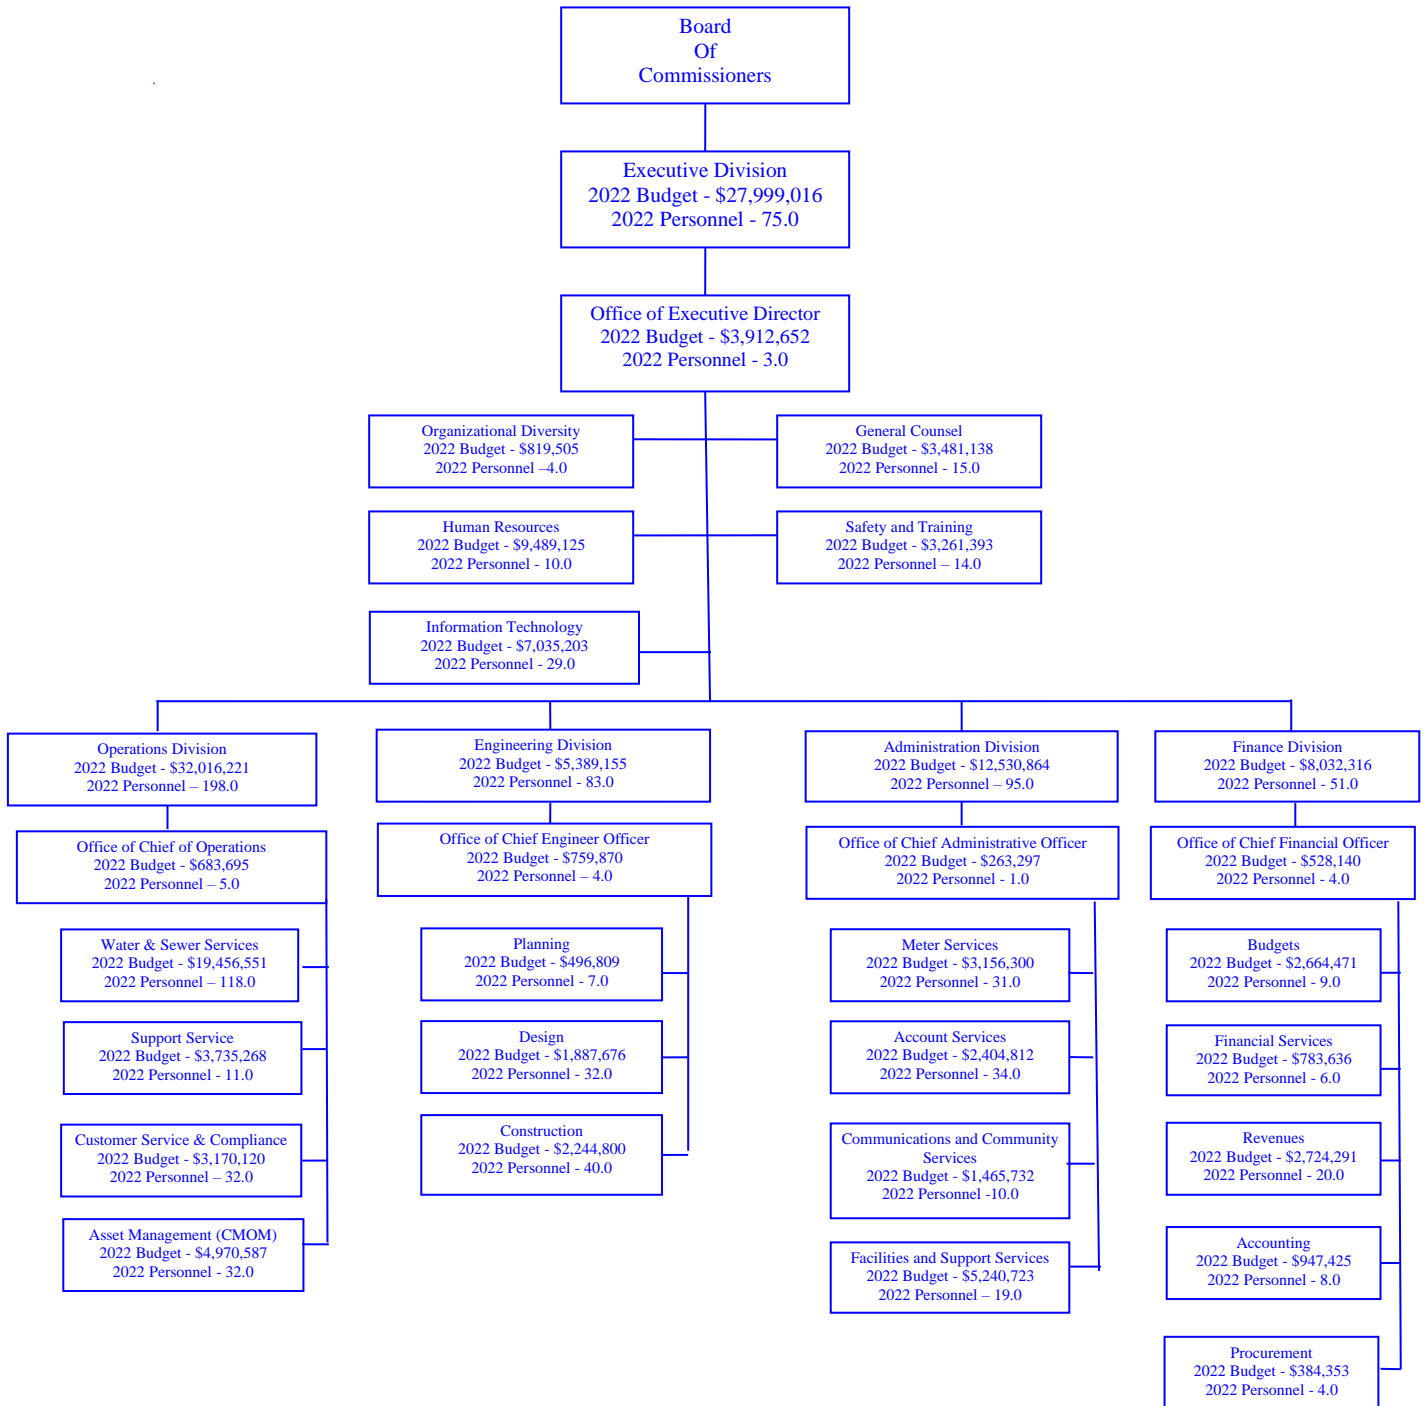 Board
Of
Commissioners
Executive Division
2022 Budget - $27,999,016
2022 Personnel - 75.0
Office of Executive Director
2022 Budget - $3,912,652
2022 Personnel - 3.0
Organizational Diversity
2022 Budget - $819,505
2022 Personnel –4.0
General Counsel
2022 Budget - $3,481,138
2022 Personnel - 15.0
Human Resources
2022 Budget - $9,489,125
2022 Personnel - 10.0
Safety and Training
2022 Budget - $3,261,393
2022 Personnel – 14.0
Information Technology
2022 Budget - $7,035,203
2022 Personnel - 29.0
Operations Division
2022 Budget - $32,016,221
2022 Personnel – 198.0
Office of Chief of Operations
2022 Budget - $683,695
2022 Personnel – 5.0
Water & Sewer Services
2022 Budget - $19,456,551
2022 Personnel – 118.0
Support Service
2022 Budget - $3,735,268
2022 Personnel - 11.0
Customer Service & Compliance
2022 Budget - $3,170,120
2022 Personnel – 32.0
Asset Management (CMOM)
2022 Budget - $4,970,587
2022 Personnel - 32.0
Engineering Division
2022 Budget - $5,389,155
2022 Personnel - 83.0
Office of Chief Engineer Officer
2022 Budget - $759,870
2022 Personnel – 4.0
Planning
2022 Budget - $496,809
2022 Personnel - 7.0
Design
2022 Budget - $1,887,676
2022 Personnel - 32.0
Construction
2022 Budget - $2,244,800
2022 Personnel - 40.0
Administration Division
2022 Budget - $12,530,864
2022 Personnel – 95.0
Office of Chief Administrative Officer
2022 Budget - $263,297
2022 Personnel - 1.0
Meter Services
2022 Budget - $3,156,300
2022 Personnel - 31.0
Account Services
2022 Budget - $2,404,812
2022 Personnel - 34.0
Communications and Community
Services
2022 Budget - $1,465,732
2022 Personnel -10.0
Facilities and Support Services
2022 Budget - $5,240,723
2022 Personnel – 19.0
Finance Division
2022 Budget - $8,032,316
2022 Personnel - 51.0
Office of Chief Financial Officer
2022 Budget - $528,140
2022 Personnel - 4.0
Budgets
2022 Budget - $2,664,471
2022 Personnel - 9.0
Financial Services
2022 Budget - $783,636
2022 Personnel - 6.0
Revenues
2022 Budget - $2,724,291
2022 Personnel - 20.0
Accounting
2022 Budget - $947,425
2022 Personnel - 8.0
Procurement
2022 Budget - $384,353
2022 Personnel - 4.0